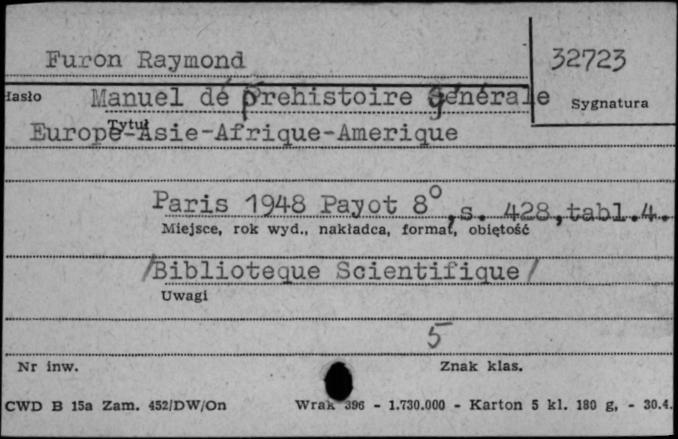 Furon Raymond 32723
Hasło Manuel dé préhistoire générale Sygnatura
Tytuł Europe-Asie-Afrique-Amerique
Paris 1948 Payot 8°, s. 428, tabl. 4.
Miejsce, rok wyd., nakładca, format, objętość
/Biblioteque Scientifique/
Uwagi
5
Nr inw. Znak klas.
CWD B 15a Zam. 452/DW/On Wrak 396 - 1.730.000 - Karton 5 kl. 180 g, - 30.4.